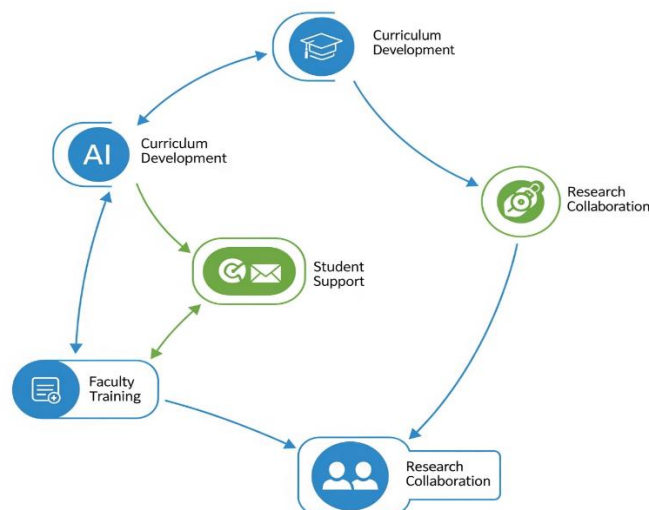 Curriculum
Development
AI
Curriculum
Development
Research
Collaboration
Student
Support
Faculty
Training
Research
Collaboration